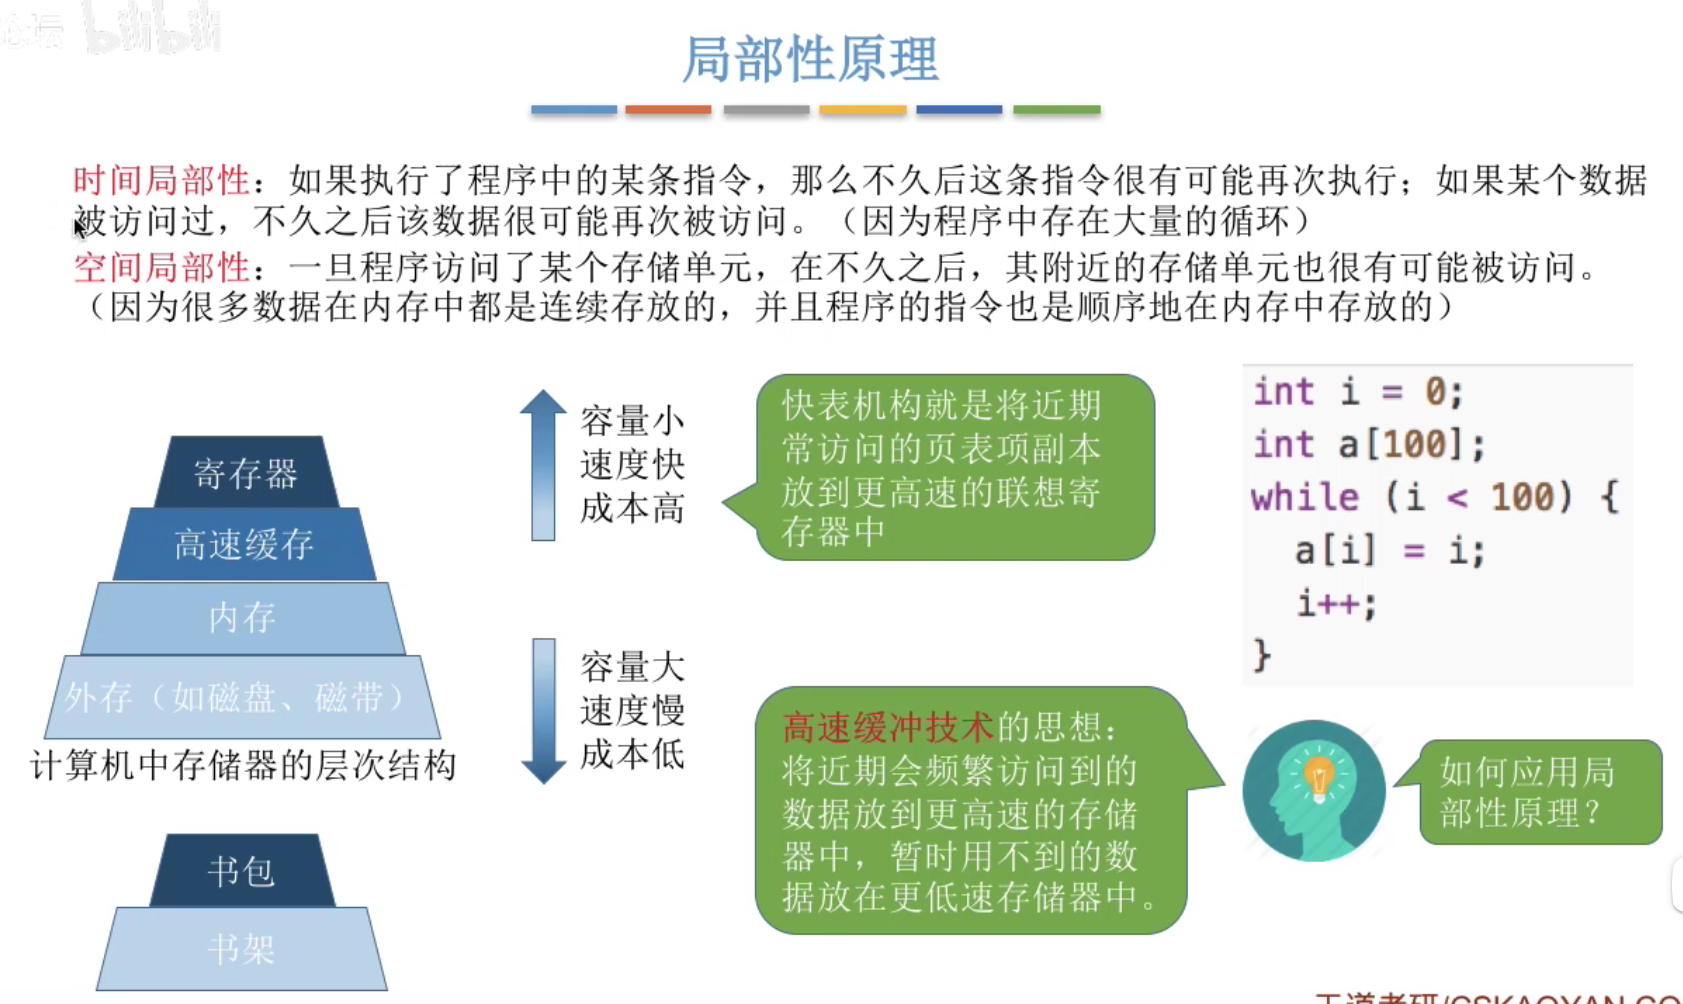 论坛 bilibili
局部性原理
时间局部性：如果执行了程序中的某条指令，那么不久后这条指令很有可能再次执行；如果某个数据
被访问过，不久之后该数据很可能再次被访问。（因为程序中存在大量的循环）
空间局部性：一旦程序访问了某个存储单元，在不久之后，其附近的存储单元也很有可能被访问。
（因为很多数据在内存中都是连续存放的，并且程序的指令也是顺序地在内存中存放的）
寄存器
高速缓存
内存
外存（如磁盘、磁带）
计算机中存储器的层次结构
书包
书架
容量小
速度快
成本高
容量大
速度慢
成本低
快表机构就是将近期
常访问的页表项副本
放到更高速的联想寄
存器中
int i = 0;
int a[100];
while (i < 100) {
a[i] = i;
i++;
}
高速缓冲技术的思想：
将近期会频繁访问到的
数据放到更高速的存储
器中，暂时用不到的数
据放在更低速存储器中。
如何应用局
部性原理？
王道考研/CSKAOYAN.CO